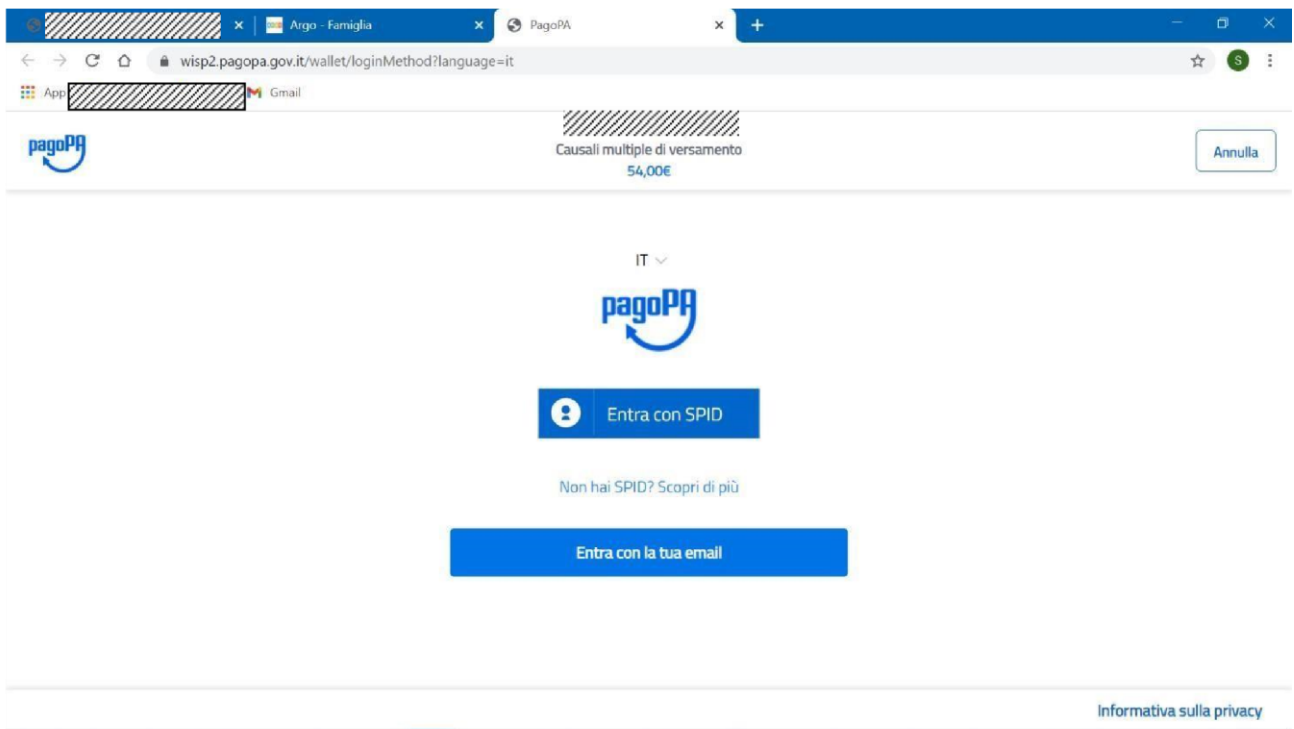 Argo - Famiglia
PagoPA
wisp2.pagopa.gov.it/wallet/loginMethod?language=it
S
App
Gmail
pagoPA
Causali multiple di versamento
54,00€
Annulla
IT
pagoPA
Entra con SPID
Non hai SPID? Scopri di più
Entra con la tua email
Informativa sulla privacy